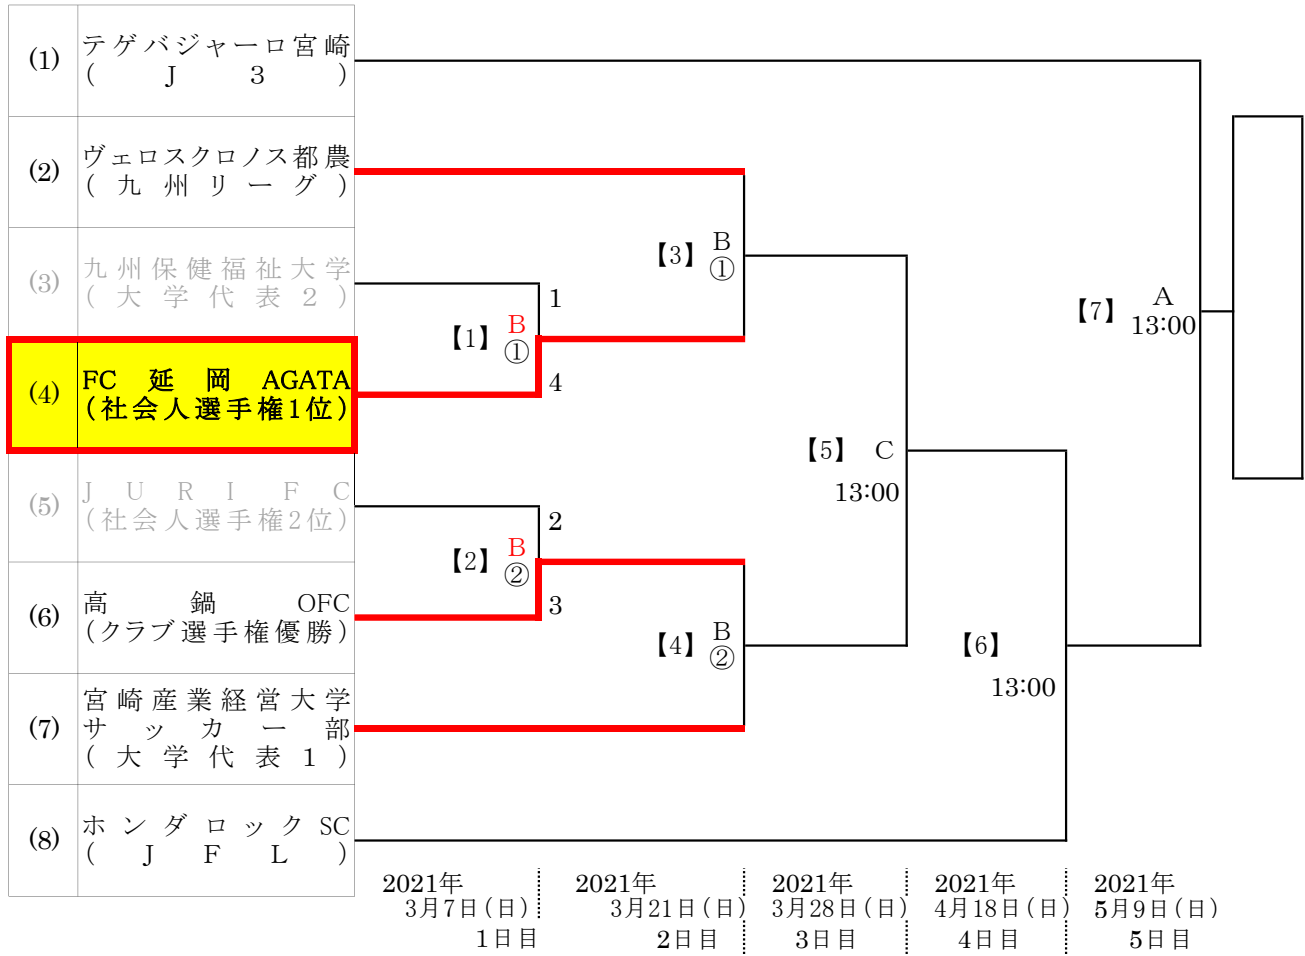 (1) テゲバジャーロ宮崎
( J 3 )
(2) ヴェロスクロノス都農
( 九 州 リ ー グ )
【3】 B
①
(3) 九州保健福祉大学
( 大 学 代 表 2 )
1
【1】 B
①
【7】 A
13:00
(4) FC 延 岡 AGATA
(社会人選手権1位)
4
【5】 C
13:00
(5) J U R I F C
(社会人選手権2位)
2
【2】 B
②
(6) 高 鍋 OFC
(クラブ選手権優勝)
3
【4】 B
②
【6】
13:00
(7) 宮崎産業経営大学
サ ッ カ ー 部
( 大 学 代 表 1 )
(8) ホンダロックSC
( J F L )
2021年 2021年 2021年 2021年 2021年
3月7日(日) 3月21日(日) 3月28日(日) 4月18日(日) 5月9日(日)
1日目 2日目 3日目 4日目 5日目